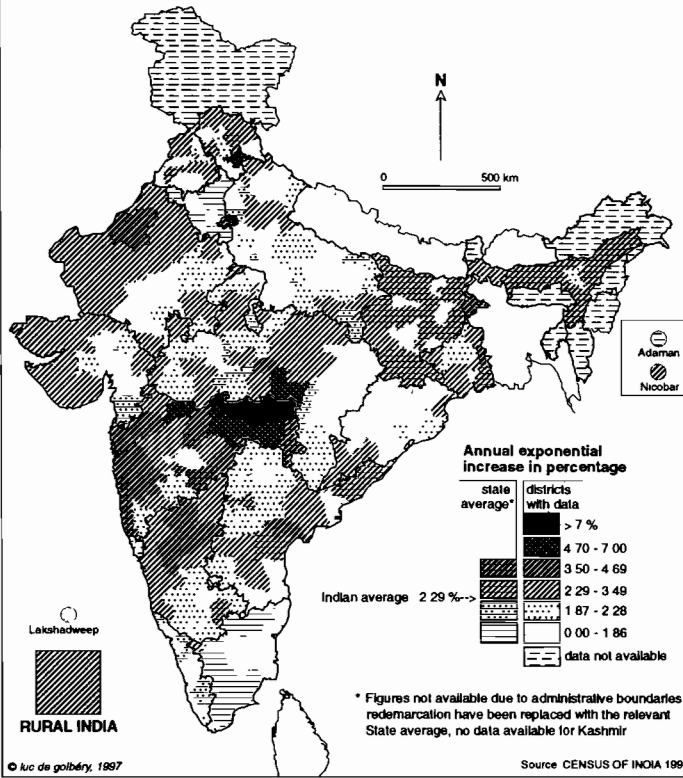 N
0 500 km
Adaman
Nicobar
Annual exponential
increase in percentage
state average*
districts with data
> 7 %
4 70 - 7 00
3 50 - 4 69
Indian average 2 29 %-->
2 29 - 3 49
1 87 - 2 28
0 00 - 1 86
data not available
Lakshadweep
RURAL INDIA
* Figures not available due to administrative boundaries
redemarcation have been replaced with the relevant
State average, no data available for Kashmir
© luc de golbéry, 1997
Source CENSUS OF INDIA 199